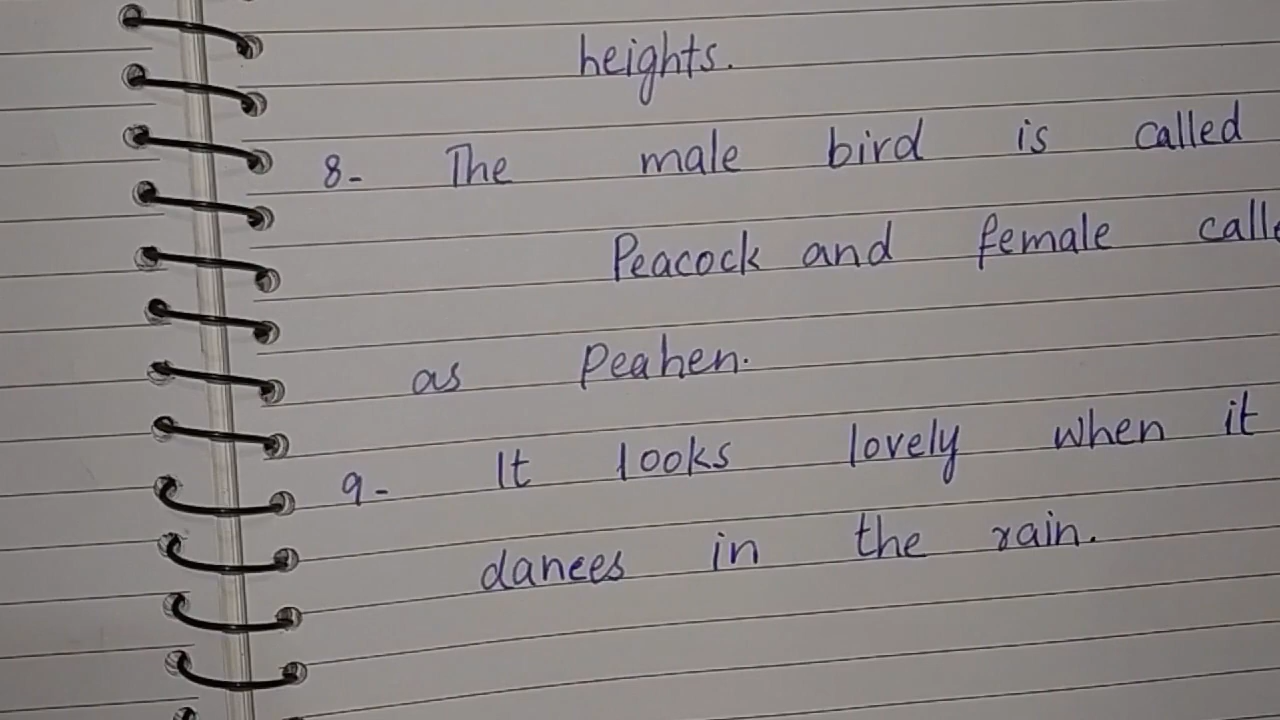 heights.
8- The male bird is called
Peacock and female calle
as Peahen.
9- It looks lovely when it
dances in the rain.